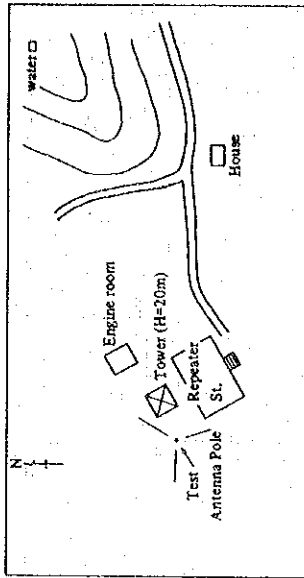 N
water
Engine room
Tower (H=20m)
Repeater
St.
Test
Antenna Pole
House